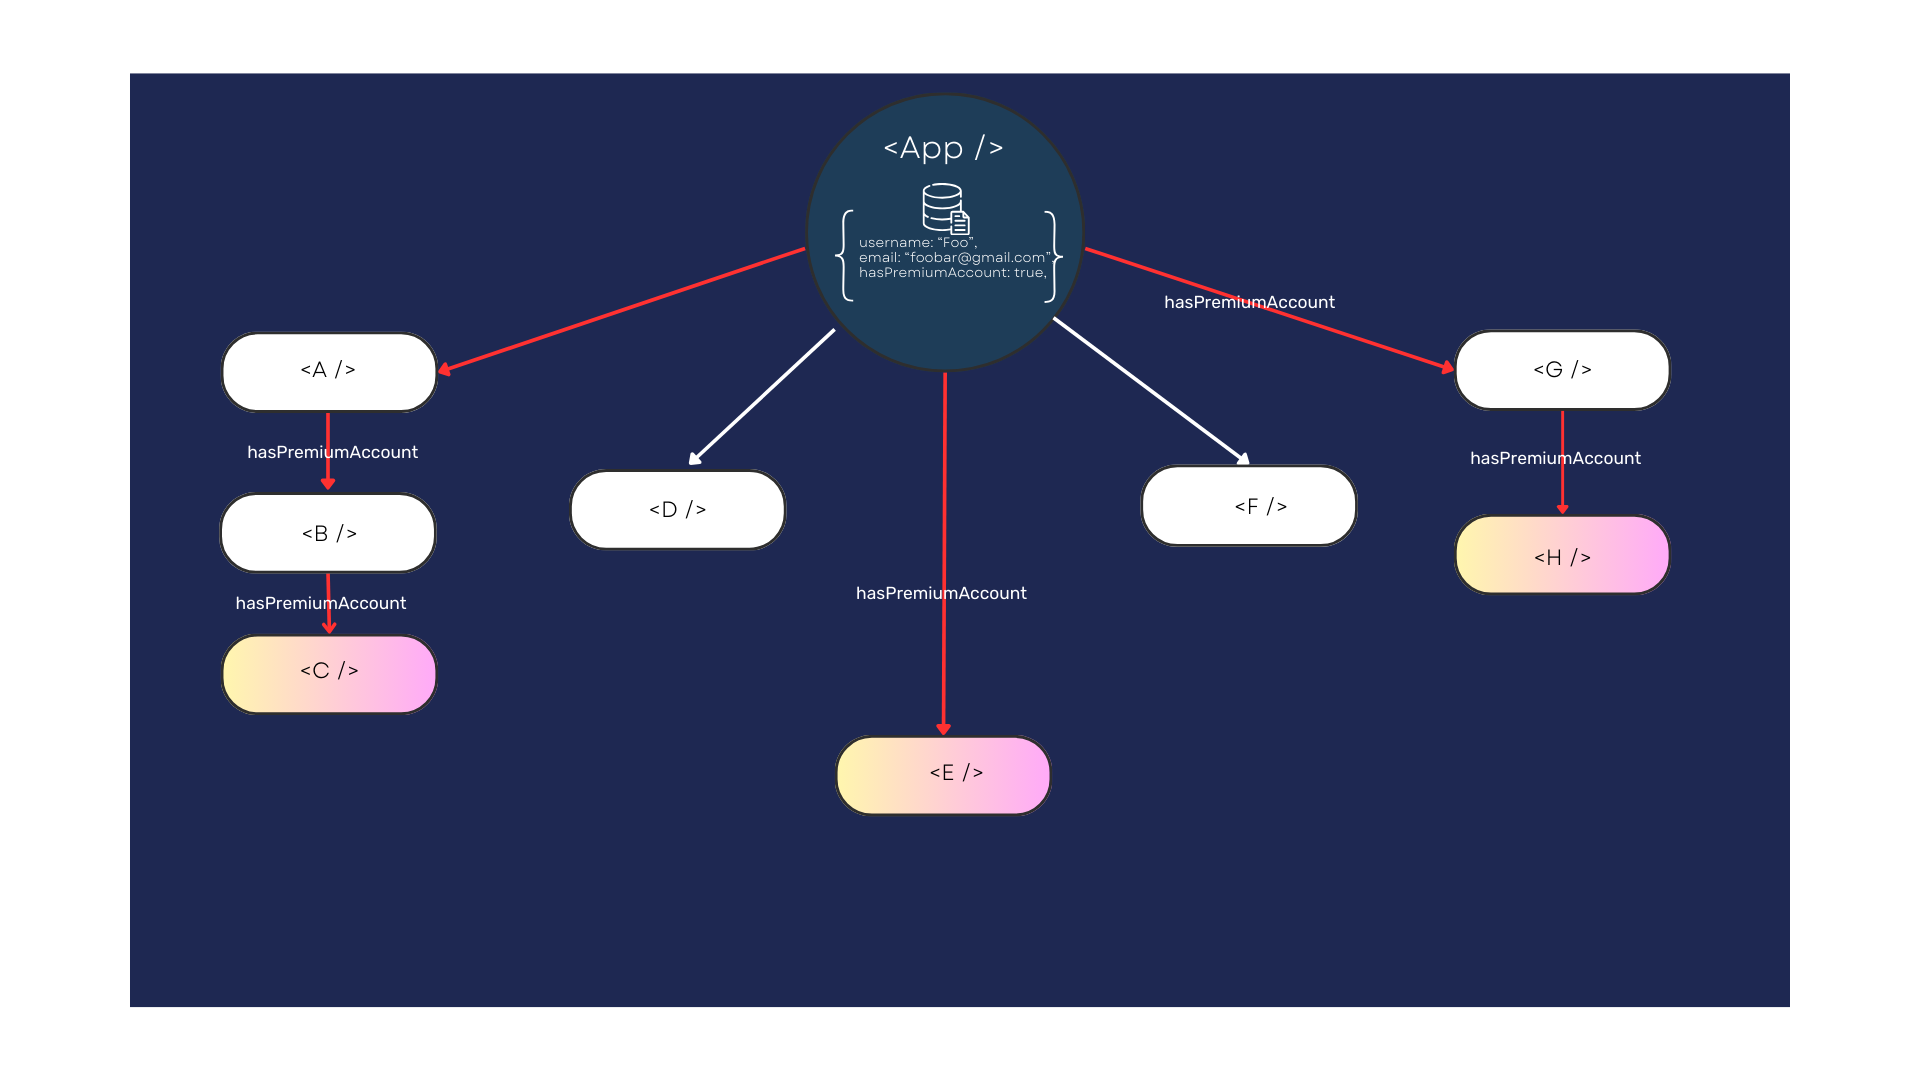 <App />
{
username: “Foo”,
email: “foobar@gmail.com”,
hasPremiumAccount: true,
}
hasPremiumAccount
<A />
<G />
hasPremiumAccount
hasPremiumAccount
<B />
<D />
<F />
<H />
hasPremiumAccount
hasPremiumAccount
<C />
<E />